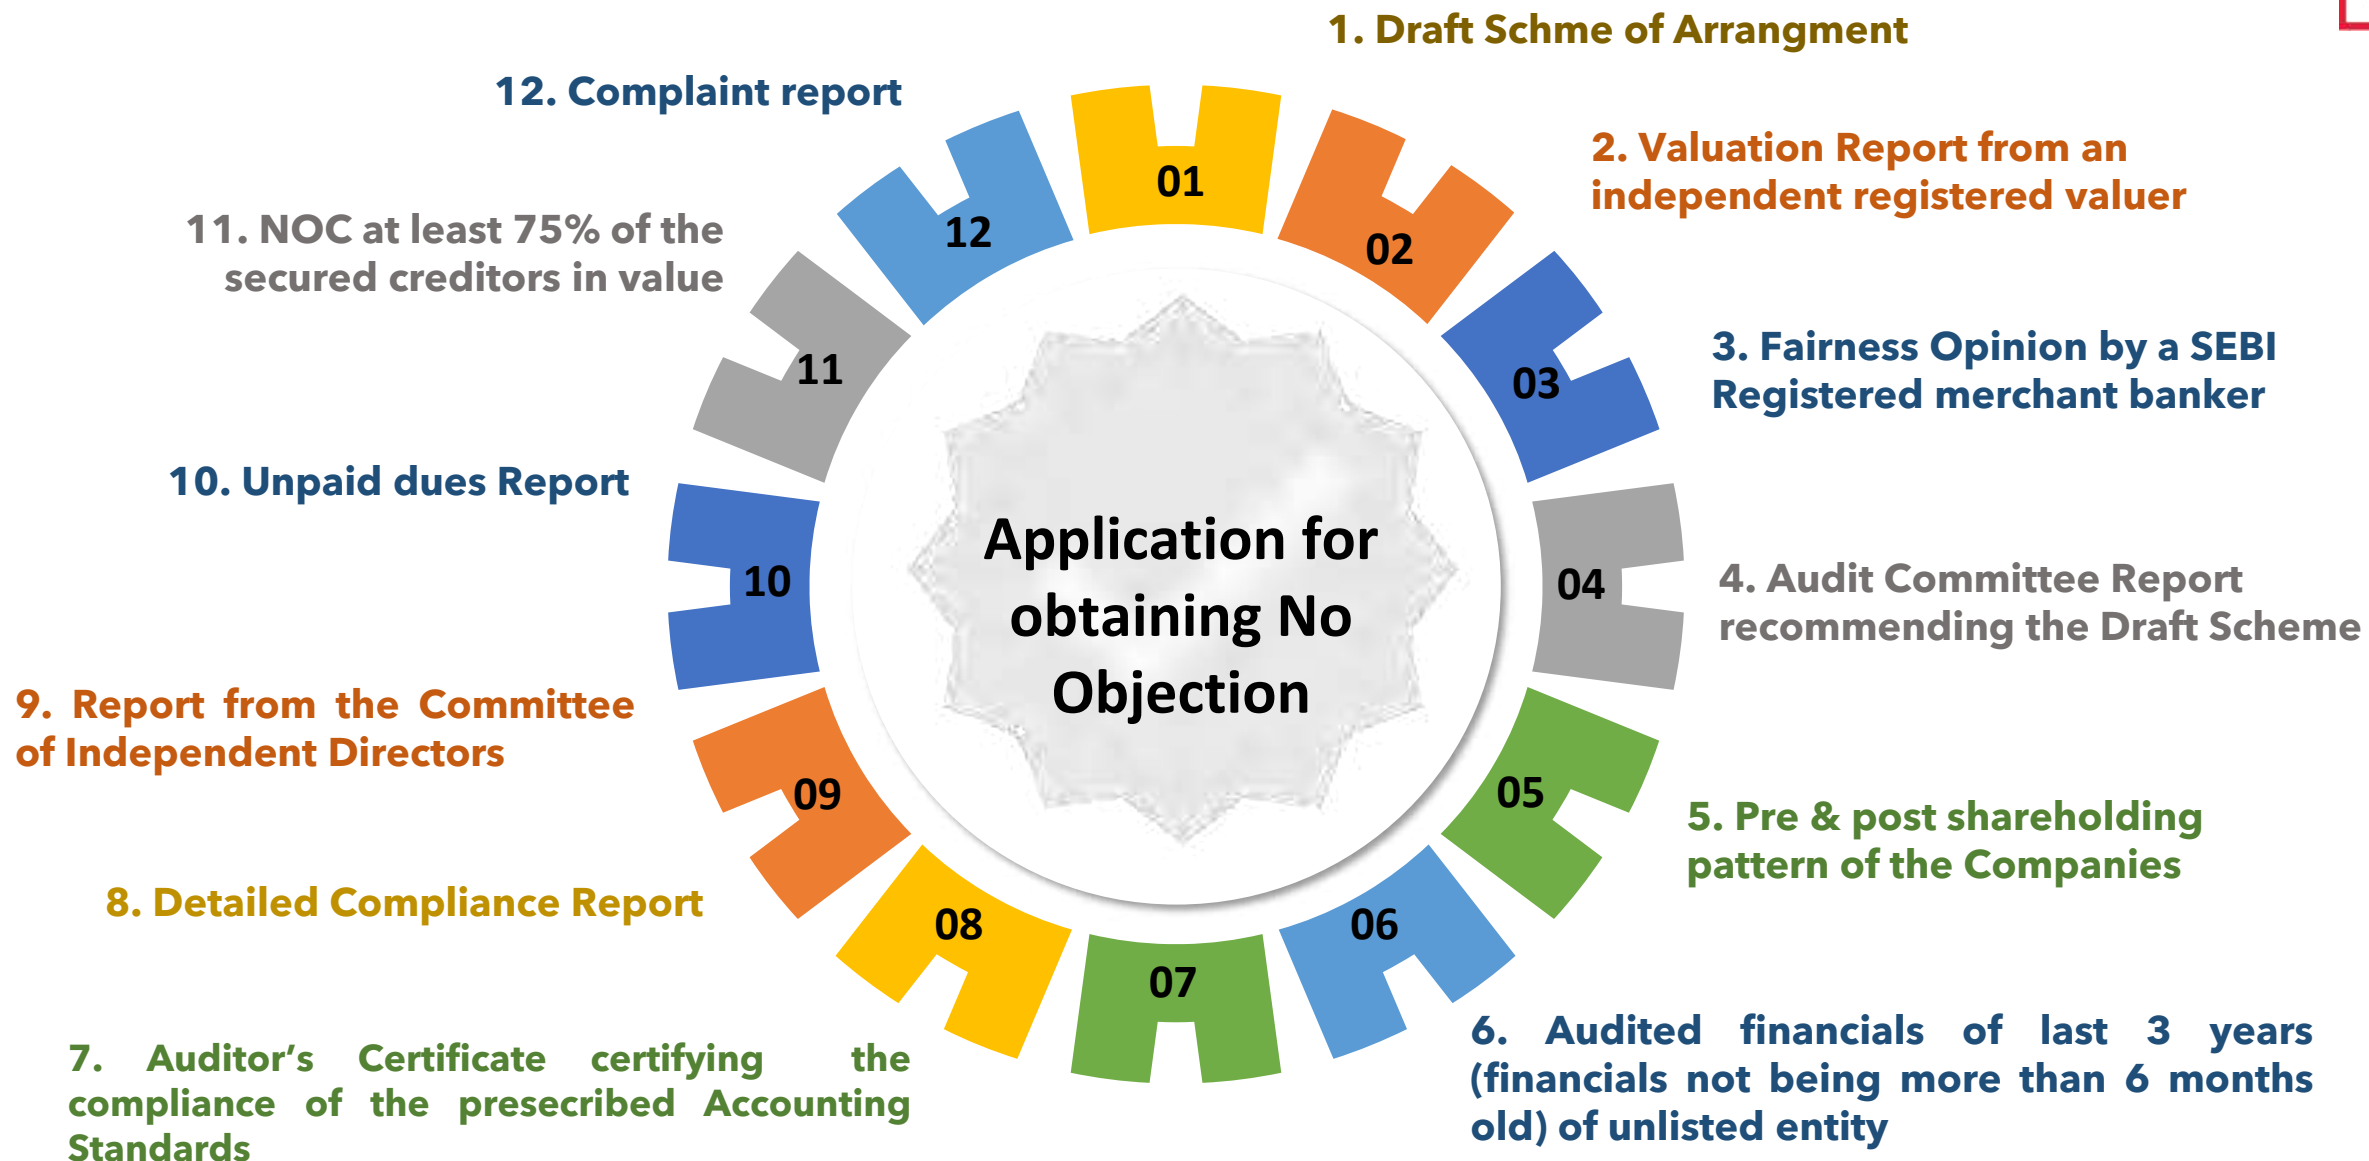 1. Draft Schme of Arrangment
2. Valuation Report from an
independent registered valuer
3. Fairness Opinion by a SEBI
Registered merchant banker
4. Audit Committee Report
recommending the Draft Scheme
5. Pre & post shareholding
pattern of the Companies
6. Audited financials of last 3 years
(financials not being more than 6 months
old) of unlisted entity
7. Auditor’s Certificate certifying the
compliance of the presecribed Accounting
Standards
8. Detailed Compliance Report
9. Report from the Committee
of Independent Directors
10. Unpaid dues Report
11. NOC at least 75% of the
secured creditors in value
12. Complaint report
01
02
03
04
05
06
07
08
09
10
11
12
Application for
obtaining No
Objection